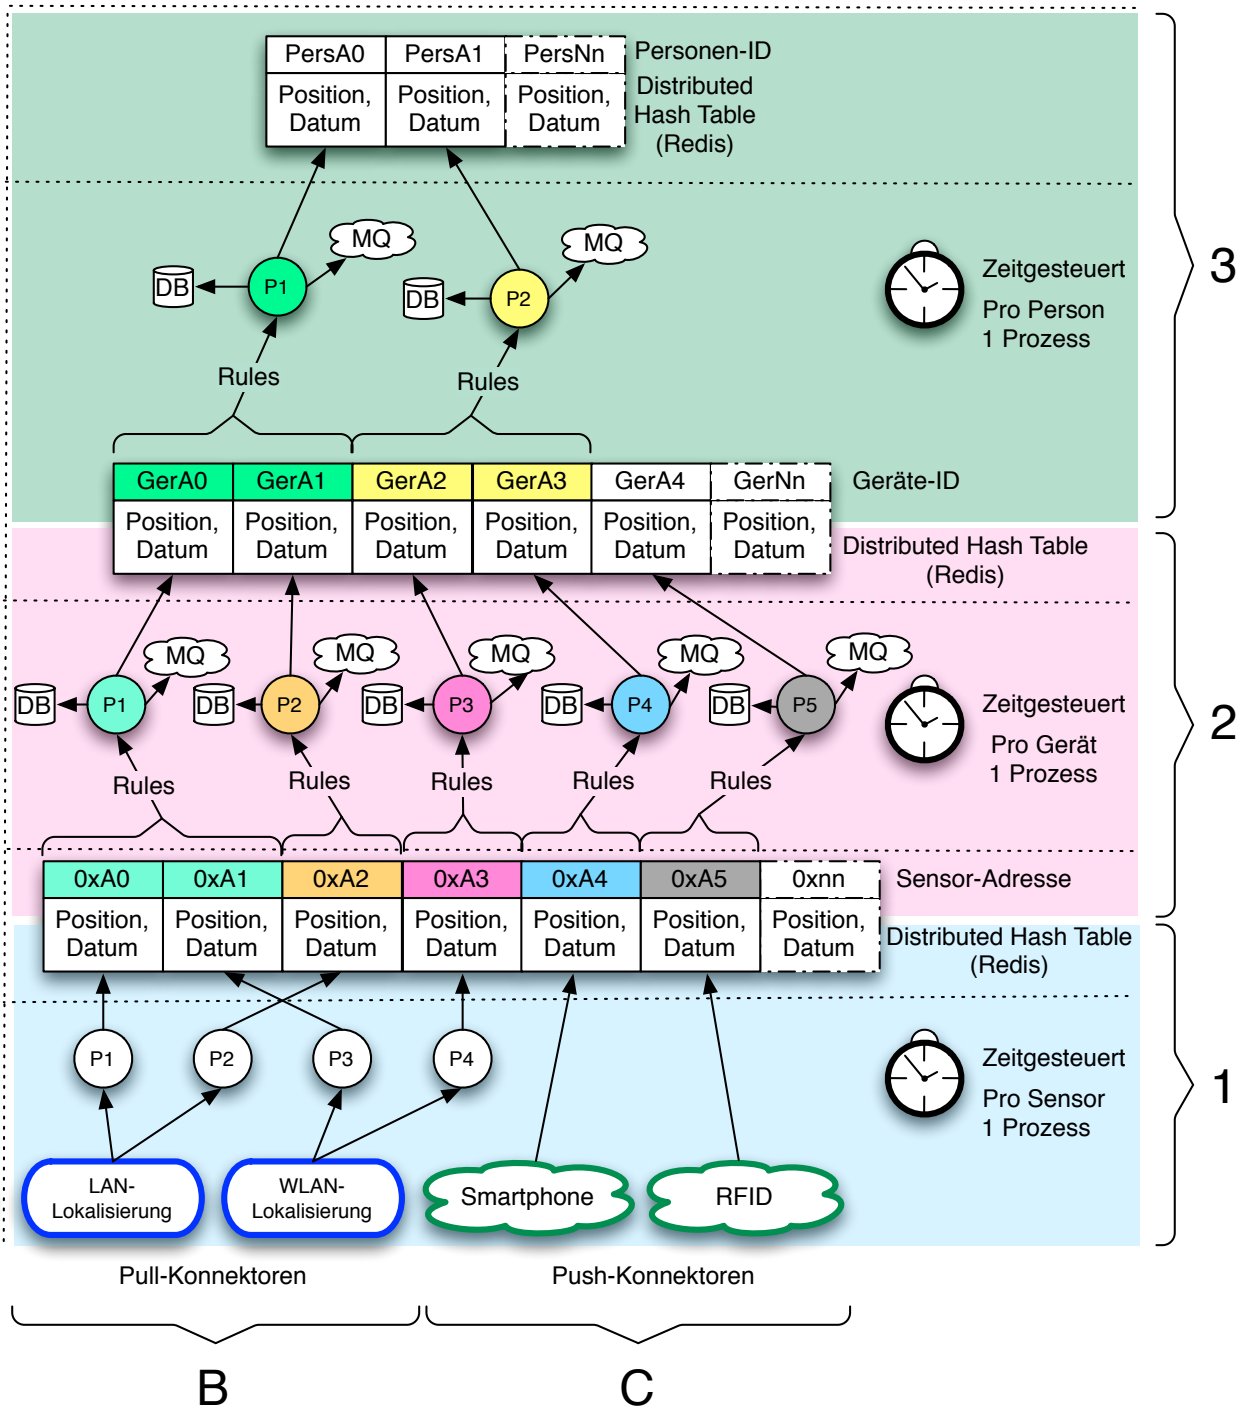 PersA0 PersA1 PersNn Personen-ID
Position, Datum Position, Datum Position, Datum
Distributed
Hash Table
(Redis)
MQ MQ
DB P1 DB P2
Zeitgesteuert
Pro Person
1 Prozess
3
Rules Rules
GerA0 GerA1 GerA2 GerA3 GerA4 GerNn Geräte-ID
Position, Position, Position, Position, Position, Position,
Datum Datum Datum Datum Datum Datum
Distributed Hash Table
(Redis)
MQ MQ MQ MQ MQ
DB P1 DB P2 DB P3 DB P4 DB P5
Zeitgesteuert
Pro Gerät
1 Prozess
2
Rules Rules Rules Rules Rules
0xA0 0xA1 0xA2 0xA3 0xA4 0xA5 0xnn Sensor-Adresse
Position, Position, Position, Position, Position, Position, Position,
Datum Datum Datum Datum Datum Datum Datum
Distributed Hash Table
(Redis)
P1 P2 P3 P4
Zeitgesteuert
Pro Sensor
1 Prozess
1
LAN-
Lokalisierung
WLAN-
Lokalisierung
Smartphone
RFID
Pull-Konnektoren Push-Konnektoren
B C